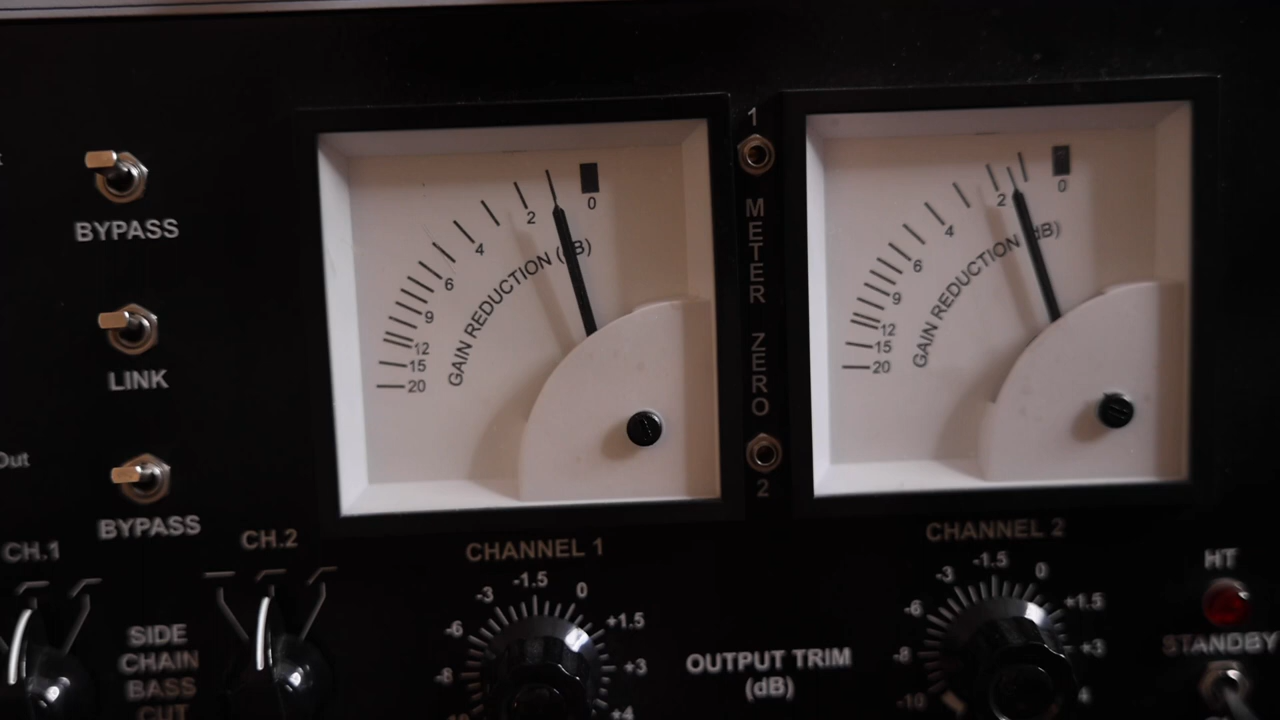 BYPASS
LINK
Out
BYPASS
CH.1
CH.2
SIDE
CHAIN
BASS
CUT
0
2
4
6
9
12
15
20
GAIN REDUCTION (dB)
1
METER ZERO
2
0
2
4
6
9
12
15
20
GAIN REDUCTION (dB)
CHANNEL 1
-10
-8
-6
-3
-1.5
0
+1.5
+3
+4
OUTPUT TRIM
(dB)
CHANNEL 2
-10
-8
-6
-3
-1.5
0
+1.5
+3
HT
STANDBY